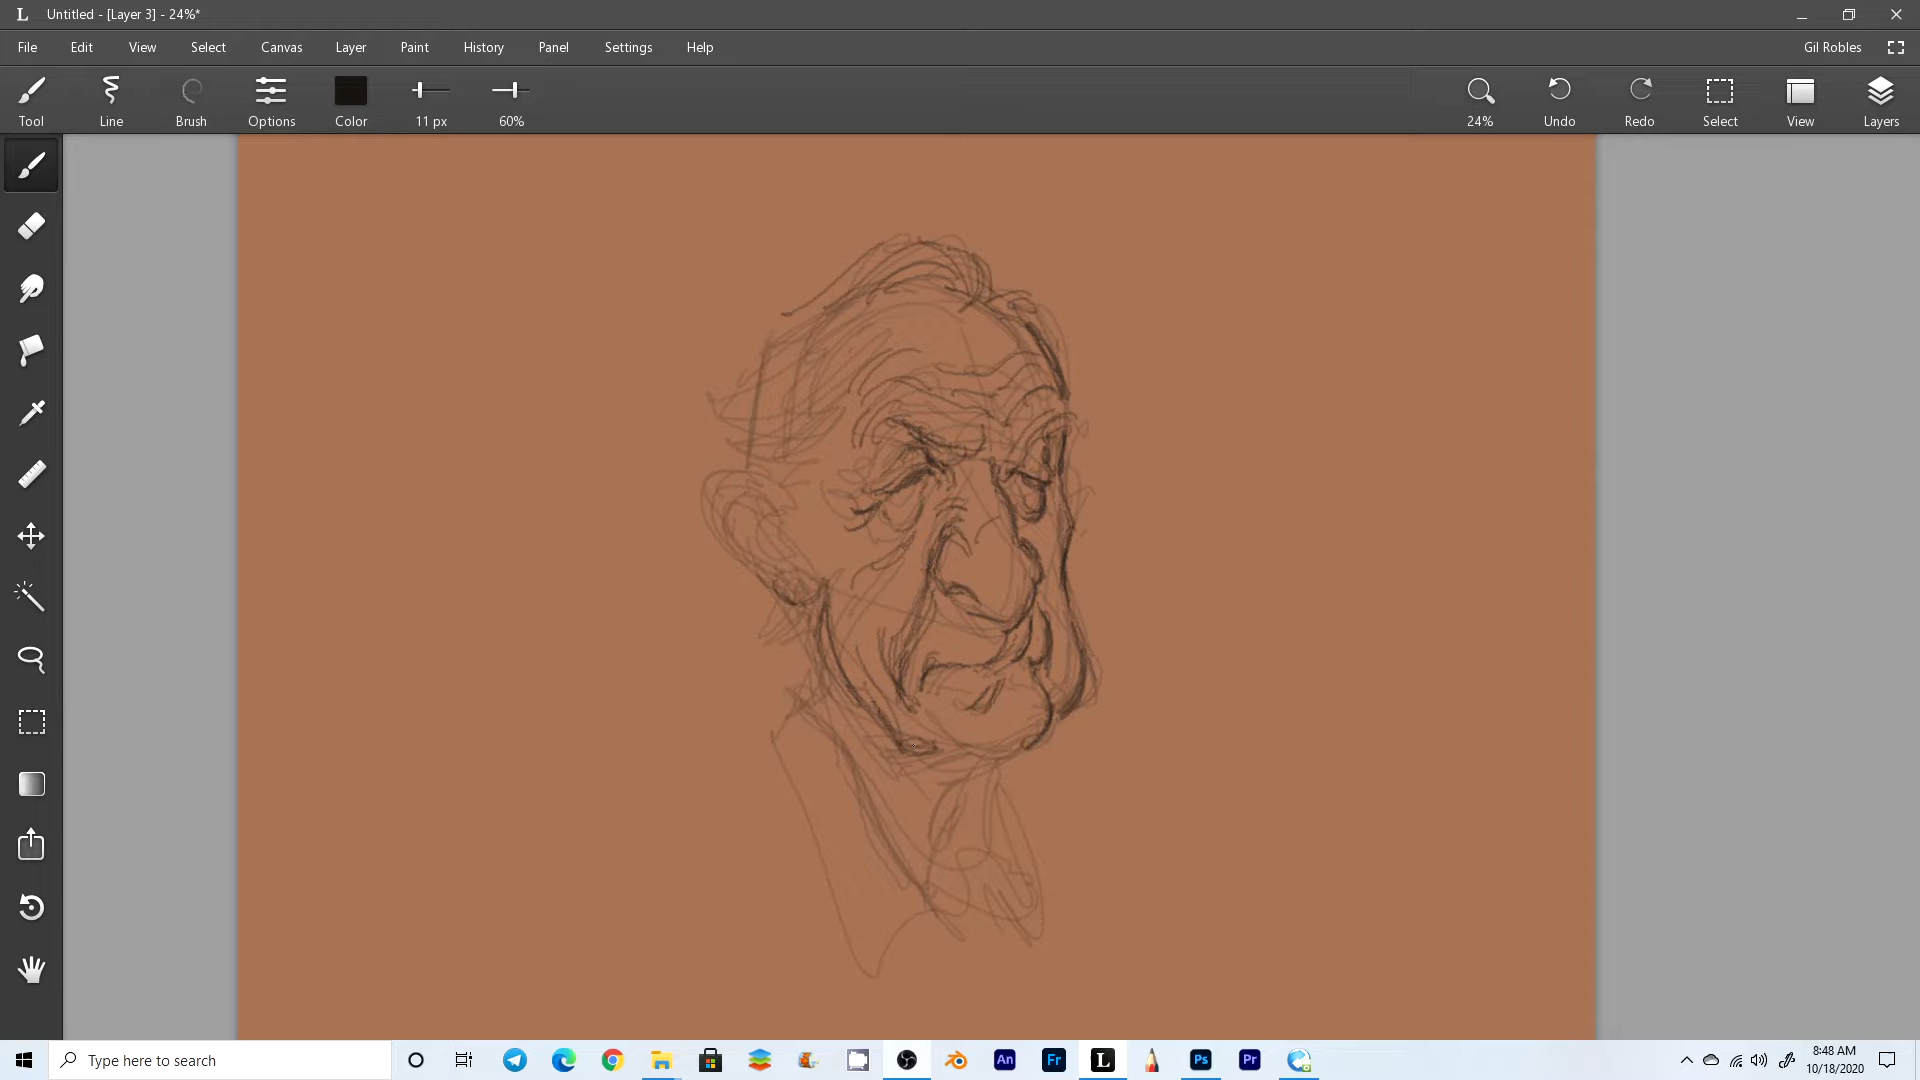 L Untitled - [Layer 3] - 24%*
File Edit View Select Canvas Layer Paint History Panel Settings Help Gil Robles
Tool Line Brush Options Color 11 px 60% 24% Undo Redo Select View Layers
Type here to search An Fr L Ps Pr 8:48 AM
10/18/2020